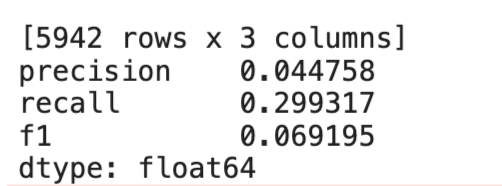 [5942 rows x 3 columns]
precision    0.044758
recall       0.299317
f1           0.069195
dtype: float64